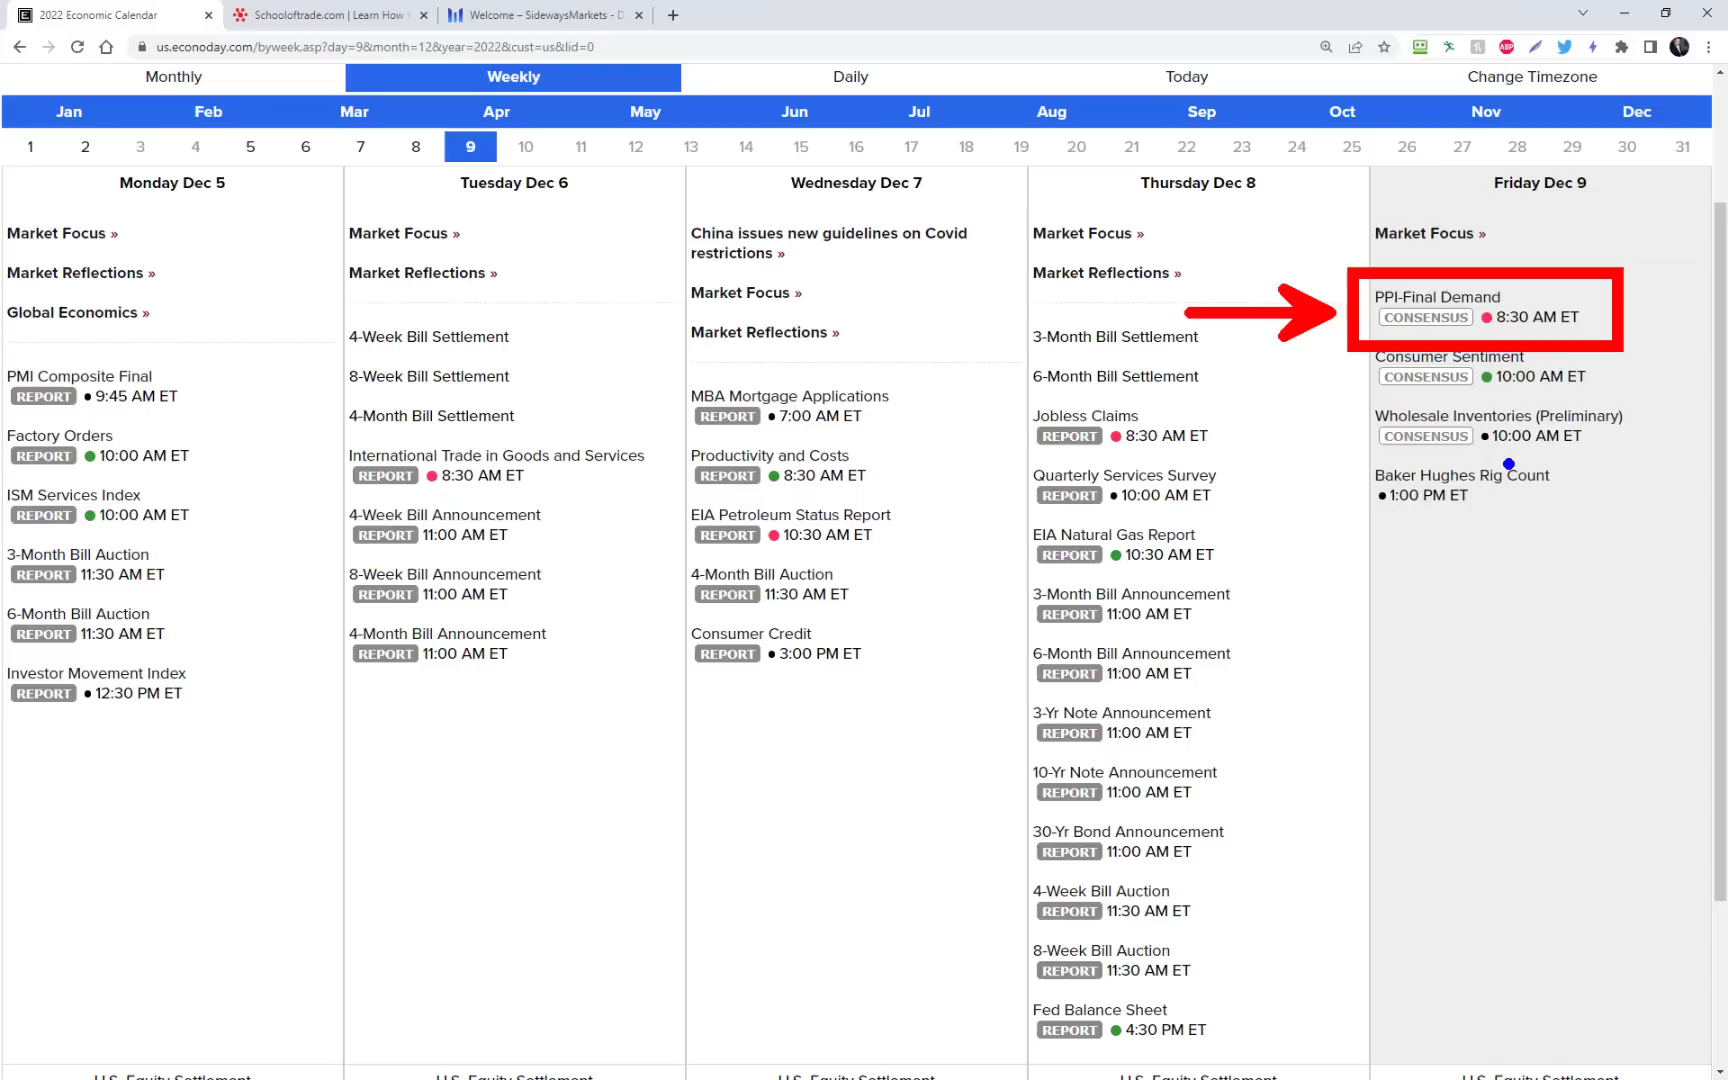 2022 Economic Calendar
Schooloftrade.com | Learn How
Welcome – SidewaysMarkets - D
us.econoday.com/byweek.asp?day=9&month=12&year=2022&cust=us&lid=0
ABP
Monthly Weekly Daily Today Change Timezone
Jan Feb Mar Apr May Jun Jul Aug Sep Oct Nov Dec
1 2 3 4 5 6 7 8 9 10 11 12 13 14 15 16 17 18 19 20 21 22 23 24 25 26 27 28 29 30 31
Monday Dec 5
Market Focus »
Market Reflections »
Global Economics »
PMI Composite Final
REPORT 9:45 AM ET
Factory Orders
REPORT 10:00 AM ET
ISM Services Index
REPORT 10:00 AM ET
3-Month Bill Auction
REPORT 11:30 AM ET
6-Month Bill Auction
REPORT 11:30 AM ET
Investor Movement Index
REPORT 12:30 PM ET
U.S. Equity Settlement
Tuesday Dec 6
Market Focus »
Market Reflections »
4-Week Bill Settlement
8-Week Bill Settlement
4-Month Bill Settlement
International Trade in Goods and Services
REPORT 8:30 AM ET
4-Week Bill Announcement
REPORT 11:00 AM ET
8-Week Bill Announcement
REPORT 11:00 AM ET
4-Month Bill Announcement
REPORT 11:00 AM ET
U.S. Equity Settlement
Wednesday Dec 7
China issues new guidelines on Covid
restrictions »
Market Focus »
Market Reflections »
MBA Mortgage Applications
REPORT 7:00 AM ET
Productivity and Costs
REPORT 8:30 AM ET
EIA Petroleum Status Report
REPORT 10:30 AM ET
4-Month Bill Auction
REPORT 11:30 AM ET
Consumer Credit
REPORT 3:00 PM ET
U.S. Equity Settlement
Thursday Dec 8
Market Focus »
Market Reflections »
3-Month Bill Settlement
6-Month Bill Settlement
Jobless Claims
REPORT 8:30 AM ET
Quarterly Services Survey
REPORT 10:00 AM ET
EIA Natural Gas Report
REPORT 10:30 AM ET
3-Month Bill Announcement
REPORT 11:00 AM ET
6-Month Bill Announcement
REPORT 11:00 AM ET
3-Yr Note Announcement
REPORT 11:00 AM ET
10-Yr Note Announcement
REPORT 11:00 AM ET
30-Yr Bond Announcement
REPORT 11:00 AM ET
4-Week Bill Auction
REPORT 11:30 AM ET
8-Week Bill Auction
REPORT 11:30 AM ET
Fed Balance Sheet
REPORT 4:30 PM ET
U.S. Equity Settlement
Friday Dec 9
Market Focus »
PPI-Final Demand
CONSENSUS 8:30 AM ET
Consumer Sentiment
CONSENSUS 10:00 AM ET
Wholesale Inventories (Preliminary)
CONSENSUS 10:00 AM ET
Baker Hughes Rig Count
1:00 PM ET
U.S. Equity Settlement